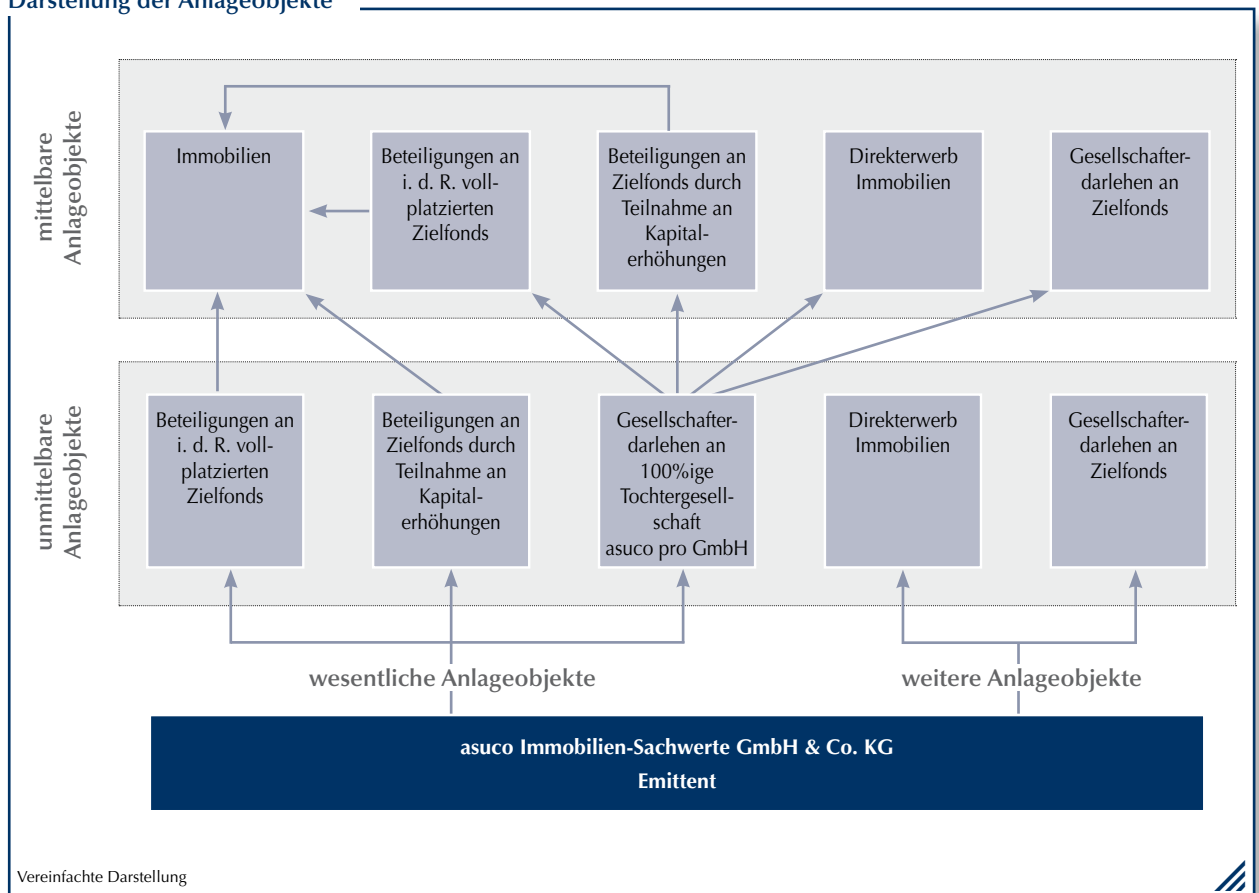 Darstellung der Anlageobjekte
mittelbare
Anlageobjekte
Immobilien
Beteiligungen an
i. d. R. voll-
platzierten
Zielfonds
Beteiligungen an
Zielfonds durch
Teilnahme an
Kapital-
erhöhungen
Direkterwerb
Immobilien
Gesellschafter-
darlehen an
Zielfonds
unmittelbare
Anlageobjekte
Beteiligungen an
i. d. R. voll-
platzierten
Zielfonds
Beteiligungen an
Zielfonds durch
Teilnahme an
Kapital-
erhöhungen
Gesellschafter-
darlehen an
100%ige
Tochtergesell-
schaft
asuco pro GmbH
Direkterwerb
Immobilien
Gesellschafter-
darlehen an
Zielfonds
wesentliche Anlageobjekte
weitere Anlageobjekte
asuco Immobilien-Sachwerte GmbH & Co. KG
Emittent
Vereinfachte Darstellung